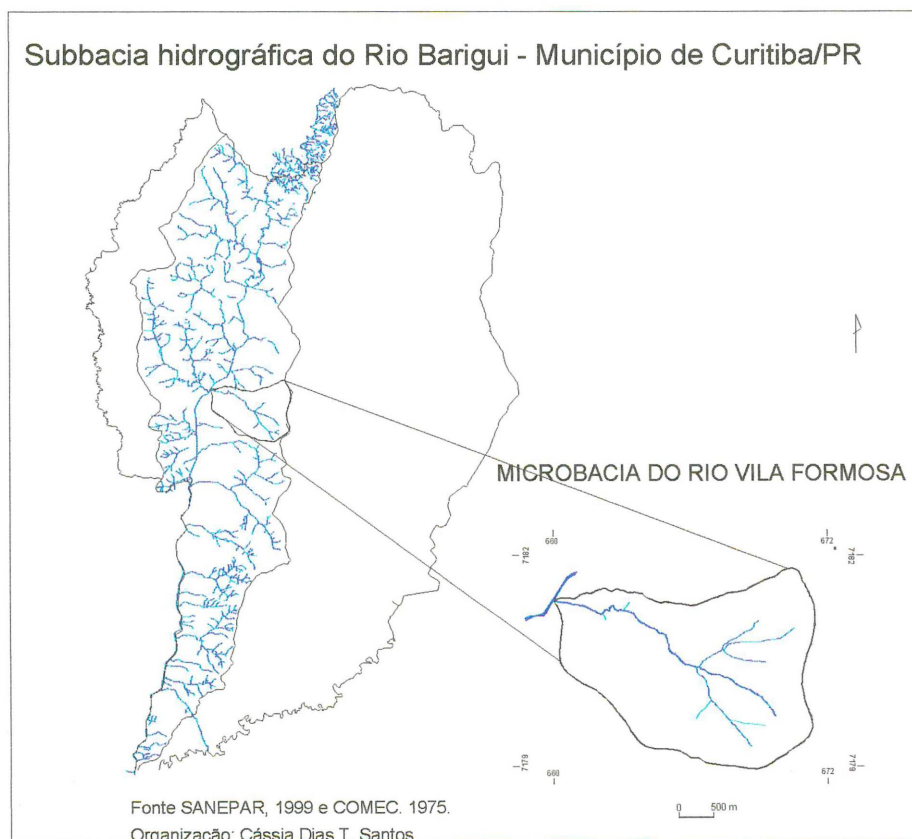 Subbacia hidrográfica do Rio Barigui - Município de Curitiba/PR
MICROBACIA DO RIO VILA FORMOSA
668
672
7182
7182
7179
668
672
7179
0 500 m
Fonte SANEPAR, 1999 e COMEC. 1975.
Organização: Cássia Dias T. Santos